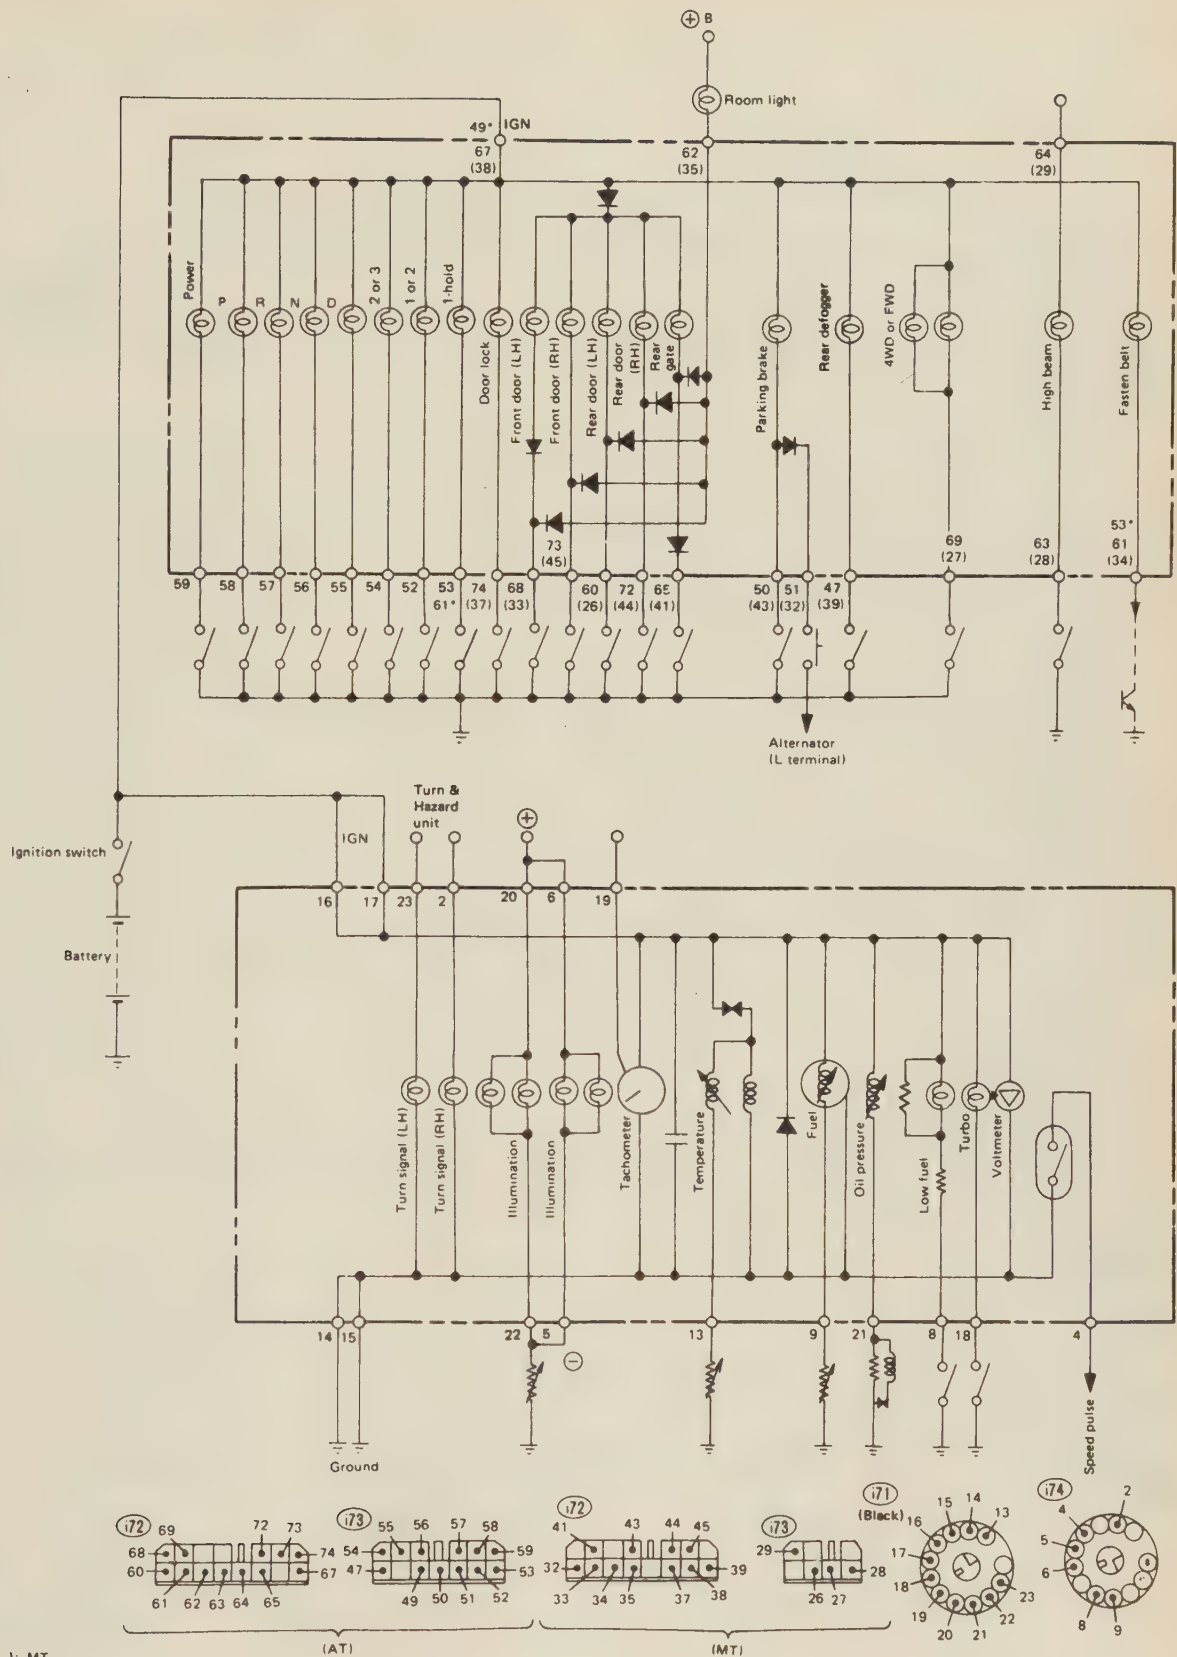 ⊕ B
Room light
49* IGN
67
(38)
62
(35)
64
(29)
Power
P
R
N
D
2 or 3
1 or 2
1-hold
Door lock
Front door (LH)
Front door (RH)
Rear door (LH)
Rear door
(RH)
Rear
gate
Parking brake
Rear defogger
4WD or FWD
High beam
Fasten belt
59
58
57
56
55
54
52
53
61*
74
(37)
68
(33)
73
(45)
60
(26)
72
(44)
65
(41)
50
(43)
51
(32)
47
(39)
69
(27)
63
(28)
53*
61
(34)
Alternator
(L terminal)
Turn &
Hazard
unit
⊕
IGN
Ignition switch
Battery
16
17
23
2
20
6
19
Turn signal (LH)
Turn signal (RH)
Illumination
Illumination
Tachometer
Temperature
Fuel
Oil pressure
Low fuel
Turbo
Voltmeter
14
15
22
5
13
9
21
8
18
4
⊖
Ground
Speed pulse
i72
69
72
73
68
74
60
67
61
62
63
64
65
i73
55
56
57
58
54
59
47
53
49
50
51
52
(AT)
i72
41
43
44
45
32
39
33
34
35
37
38
i73
29
28
26
27
(MT)
i71
(Black)
15
14
13
16
17
18
19
20
21
22
23
i74
2
4
5
6
8
9
): MT